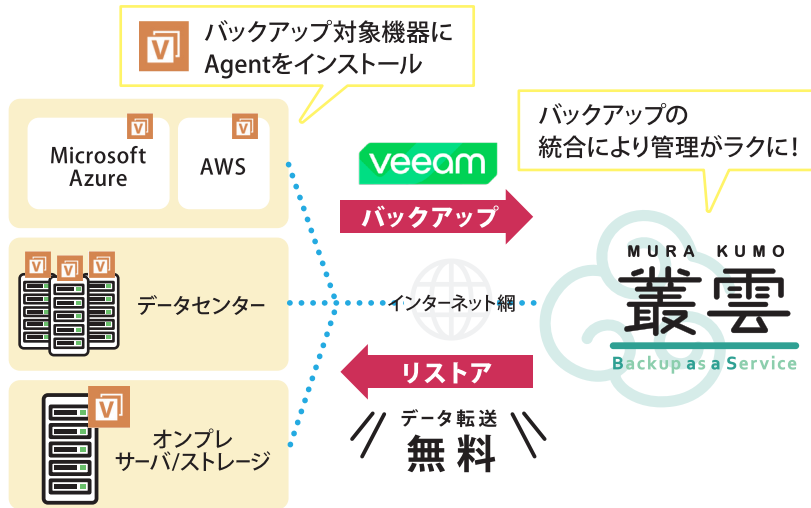 V
バックアップ対象機器に
Agentをインストール
バックアップの
統合により管理がラクに！
V
V
Microsoft
Azure
AWS
veeam
バックアップ
V
V
V
データセンター
インターネット網
MURA KUMO
叢雲
Backup as a Service
リストア
V
オンプレ
サーバ/ストレージ
データ転送
無料